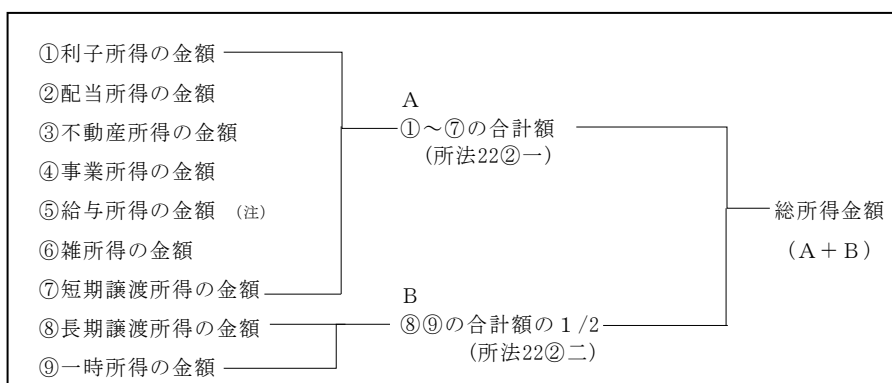 ①利子所得の金額
②配当所得の金額
③不動産所得の金額
④事業所得の金額
⑤給与所得の金額 （注）
⑥雑所得の金額
⑦短期譲渡所得の金額
⑧長期譲渡所得の金額
⑨一時所得の金額
A
①～⑦の合計額
（所法22②一）
B
⑧⑨の合計額の１/2
（所法22②二）
総所得金額
（A＋B）